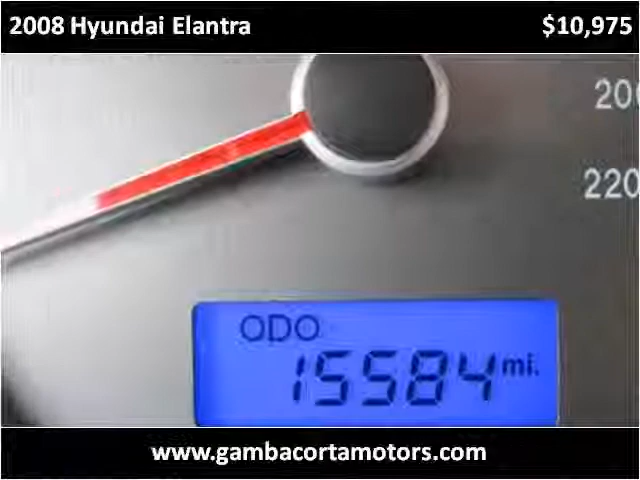 2008 Hyundai Elantra $10,975
200
220
ODO
15584 mi.
www.gambacortamotors.com